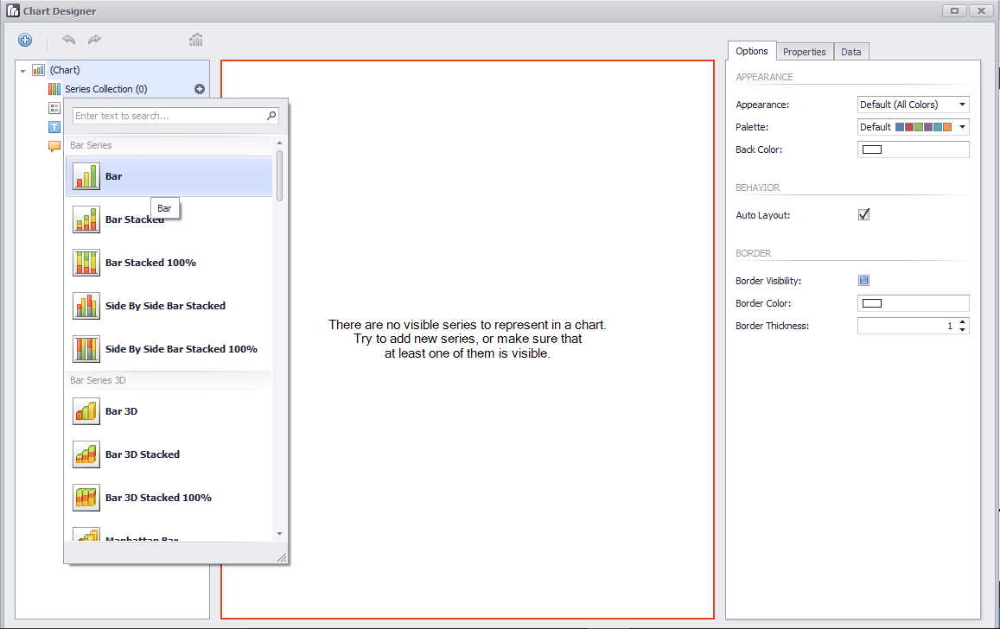 Chart Designer
(Chart)
Series Collection (0)
Enter text to search...
Bar Series
Bar
Bar
Bar Stacked
Bar Stacked 100%
Side By Side Bar Stacked
Side By Side Bar Stacked 100%
Bar Series 3D
Bar 3D
Bar 3D Stacked
Bar 3D Stacked 100%
Manhattan Bar
There are no visible series to represent in a chart.
Try to add new series, or make sure that
at least one of them is visible.
Options Properties Data
APPEARANCE
Appearance: Default (All Colors)
Palette: Default
Back Color:
BEHAVIOR
Auto Layout:
BORDER
Border Visibility:
Border Color:
Border Thickness: 1